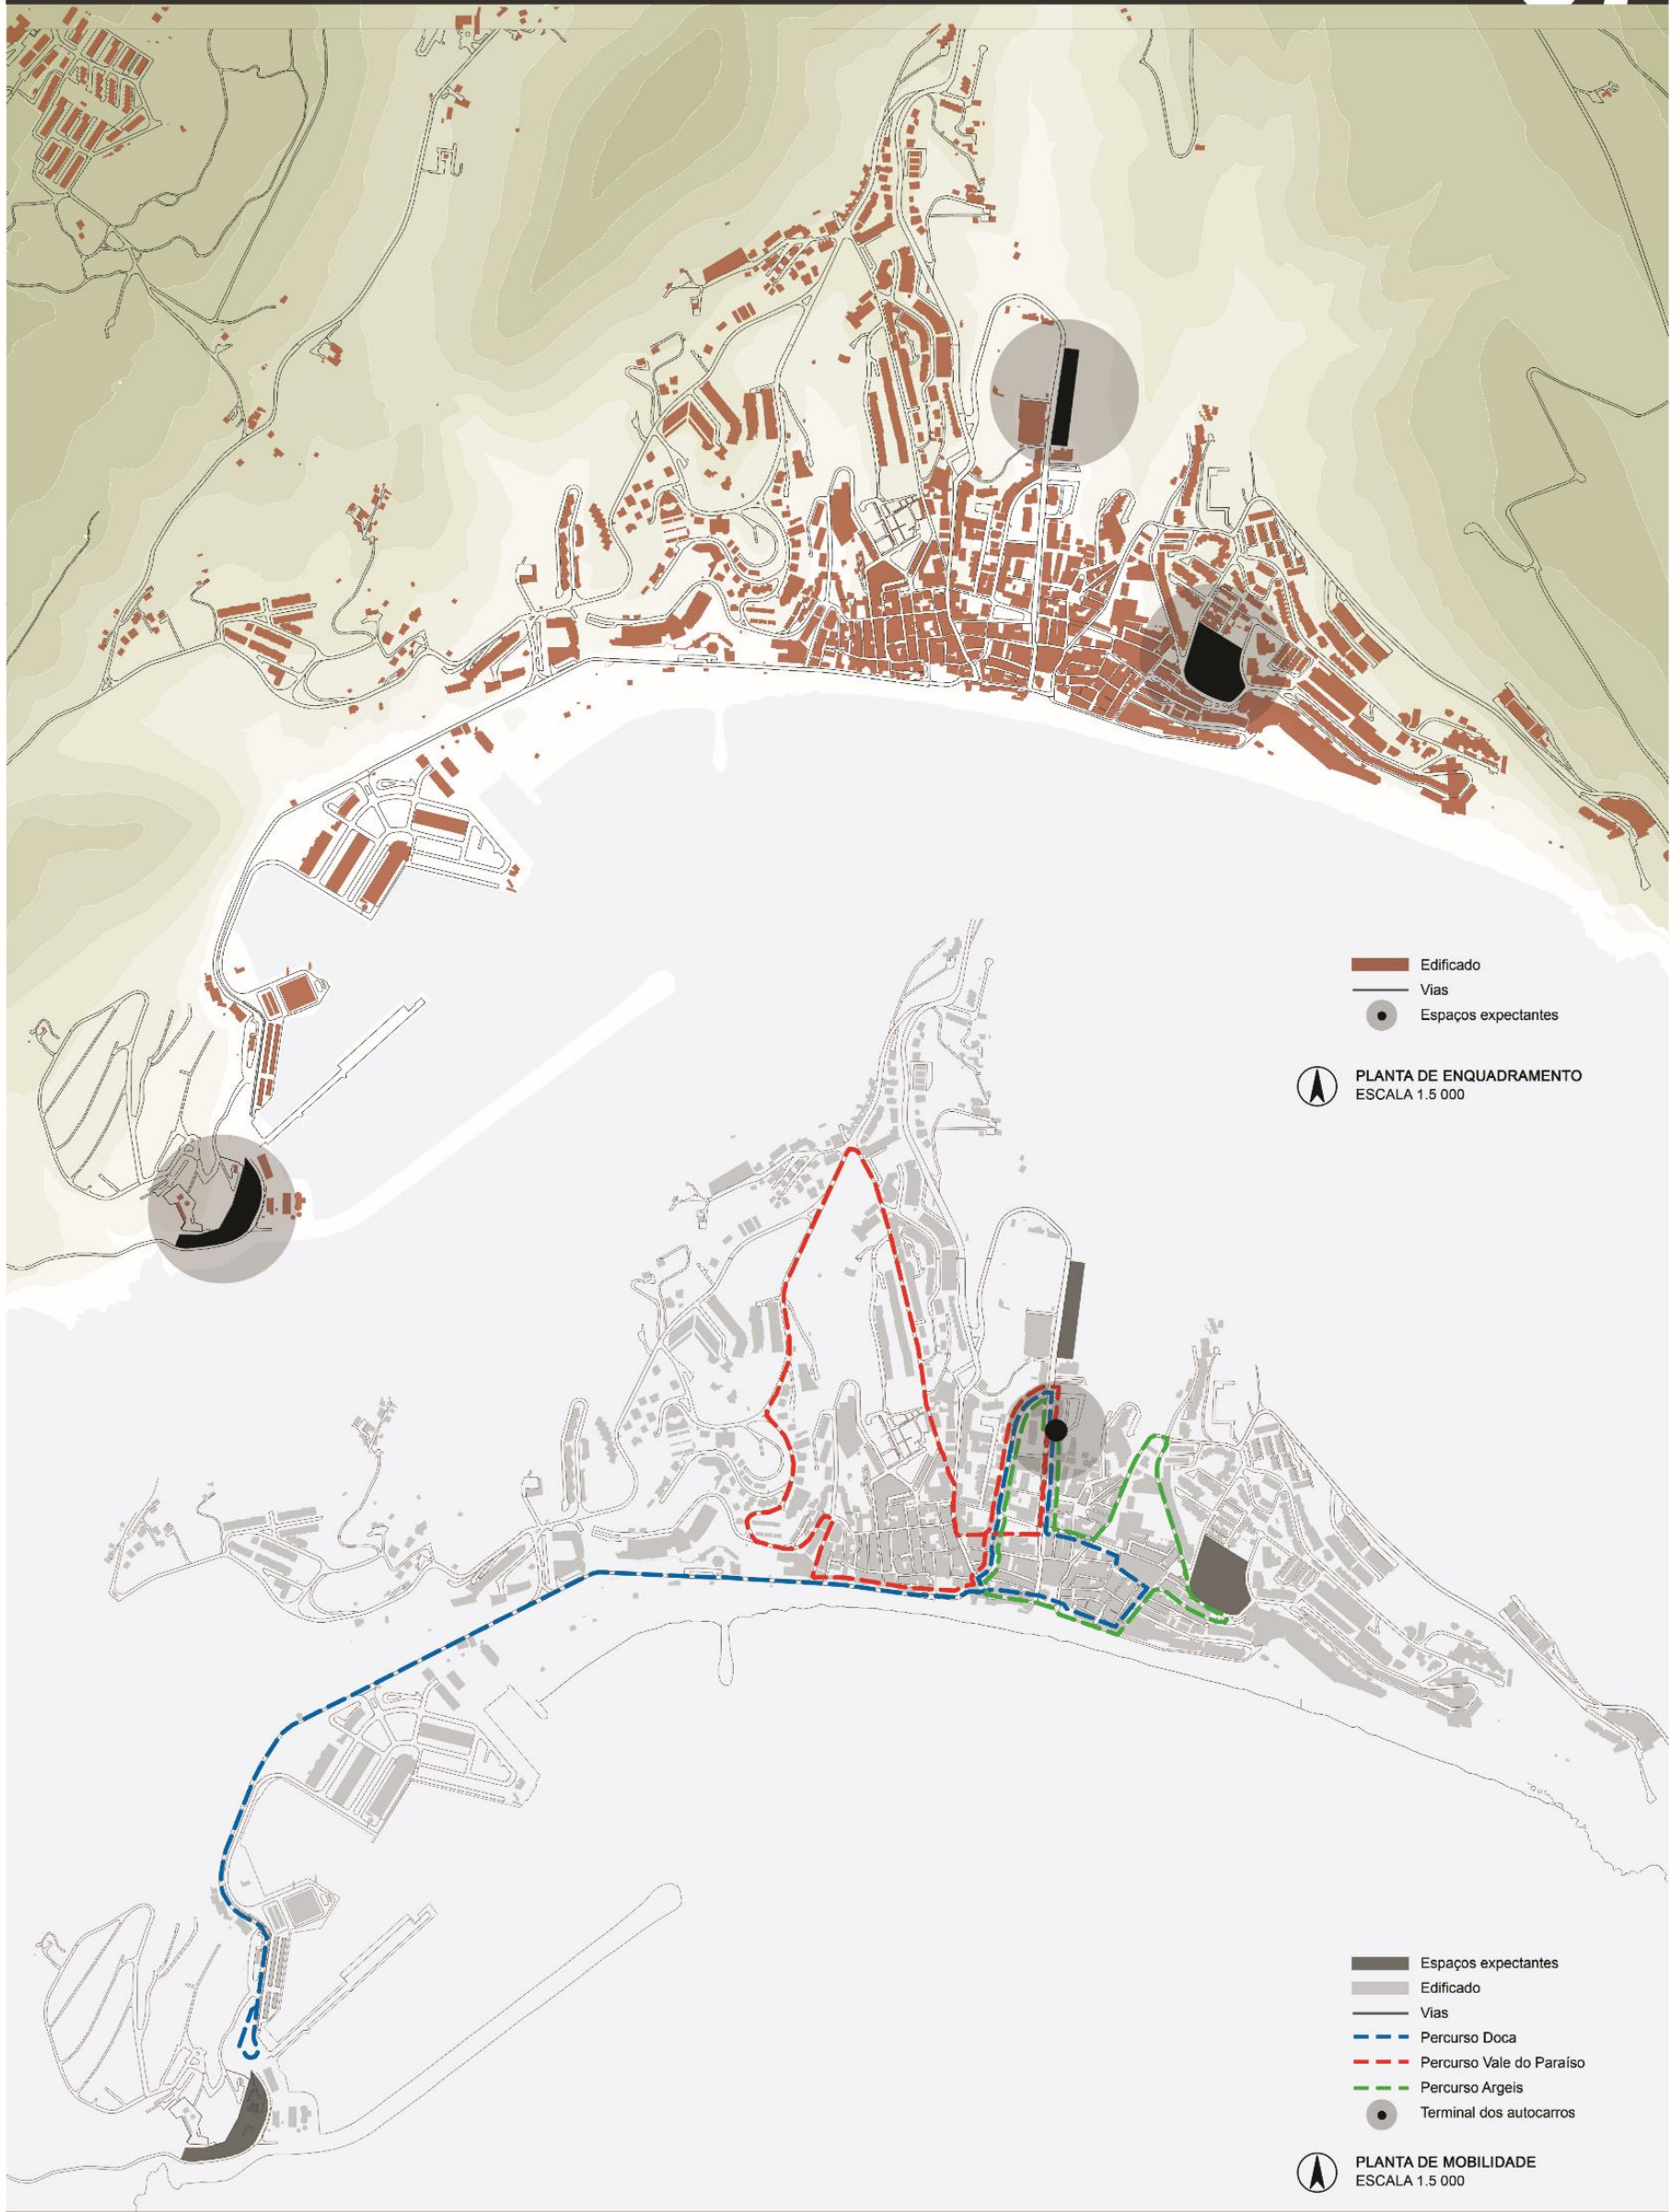 Edificado
Vias
Espaços expectantes
PLANTA DE ENQUADRAMENTO
ESCALA 1.5 000
Espaços expectantes
Edificado
Vias
Percurso Doca
Percurso Vale do Paraíso
Percurso Argeis
Terminal dos autocarros
PLANTA DE MOBILIDADE
ESCALA 1.5 000